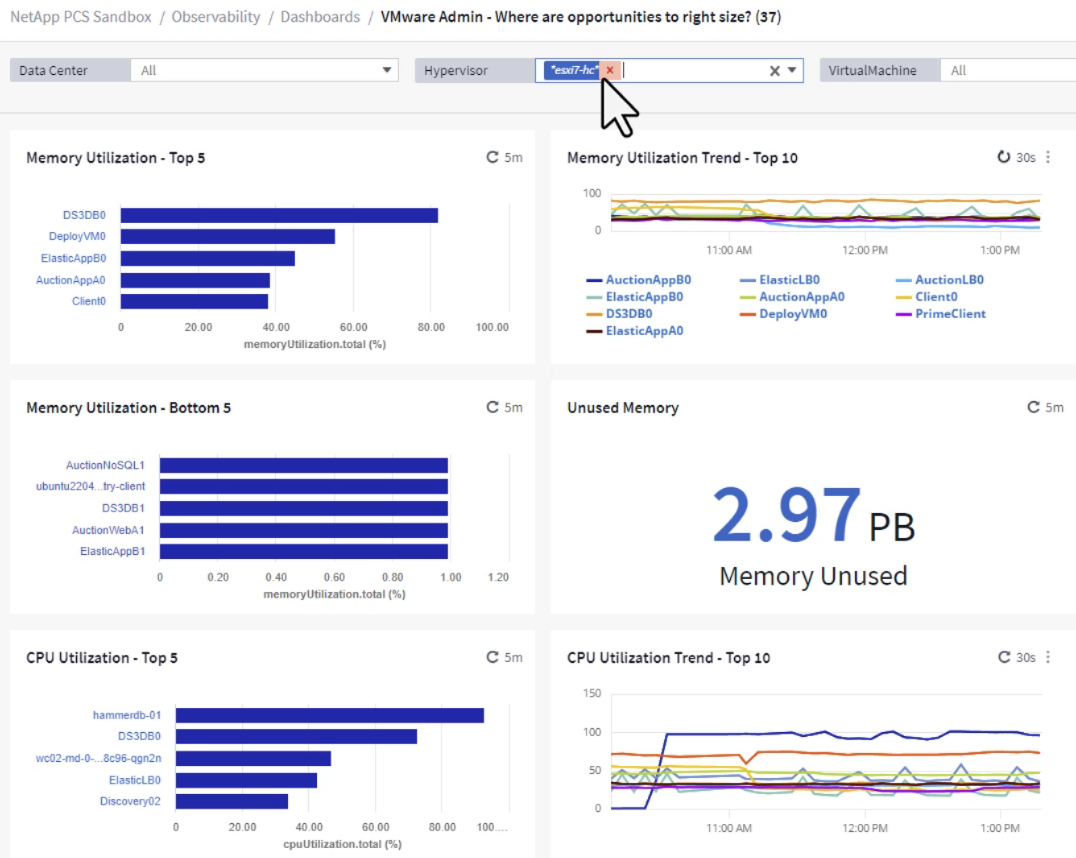 NetApp PCS Sandbox / Observability / Dashboards / VMware Admin - Where are opportunities to right size? (37)
Data Center All
Hypervisor *esxi7-hc* ×
VirtualMachine All
Memory Utilization - Top 5 5m
DS3DB0
DeployVM0
ElasticAppB0
AuctionAppA0
Client0
0 20.00 40.00 60.00 80.00 100.00
memoryUtilization.total (%)
Memory Utilization Trend - Top 10 30s
100
0
11:00 AM 12:00 PM 1:00 PM
AuctionAppB0 ElasticLB0 AuctionLB0
ElasticAppB0 AuctionAppA0 Client0
DS3DB0 DeployVM0 PrimeClient
ElasticAppA0
Memory Utilization - Bottom 5 5m
AuctionNoSQL1
ubuntu2204...try-client
DS3DB1
AuctionWebA1
ElasticAppB1
0 0.20 0.40 0.60 0.80 1.00 1.20
memoryUtilization.total (%)
Unused Memory 5m
2.97 PB
Memory Unused
CPU Utilization - Top 5 5m
hammerdb-01
DS3DB0
wc02-md-0-...8c96-qgn2n
ElasticLB0
Discovery02
0 20.00 40.00 60.00 80.00 100....
cpuUtilization.total (%)
CPU Utilization Trend - Top 10 30s
150
100
50
0
11:00 AM 12:00 PM 1:00 PM